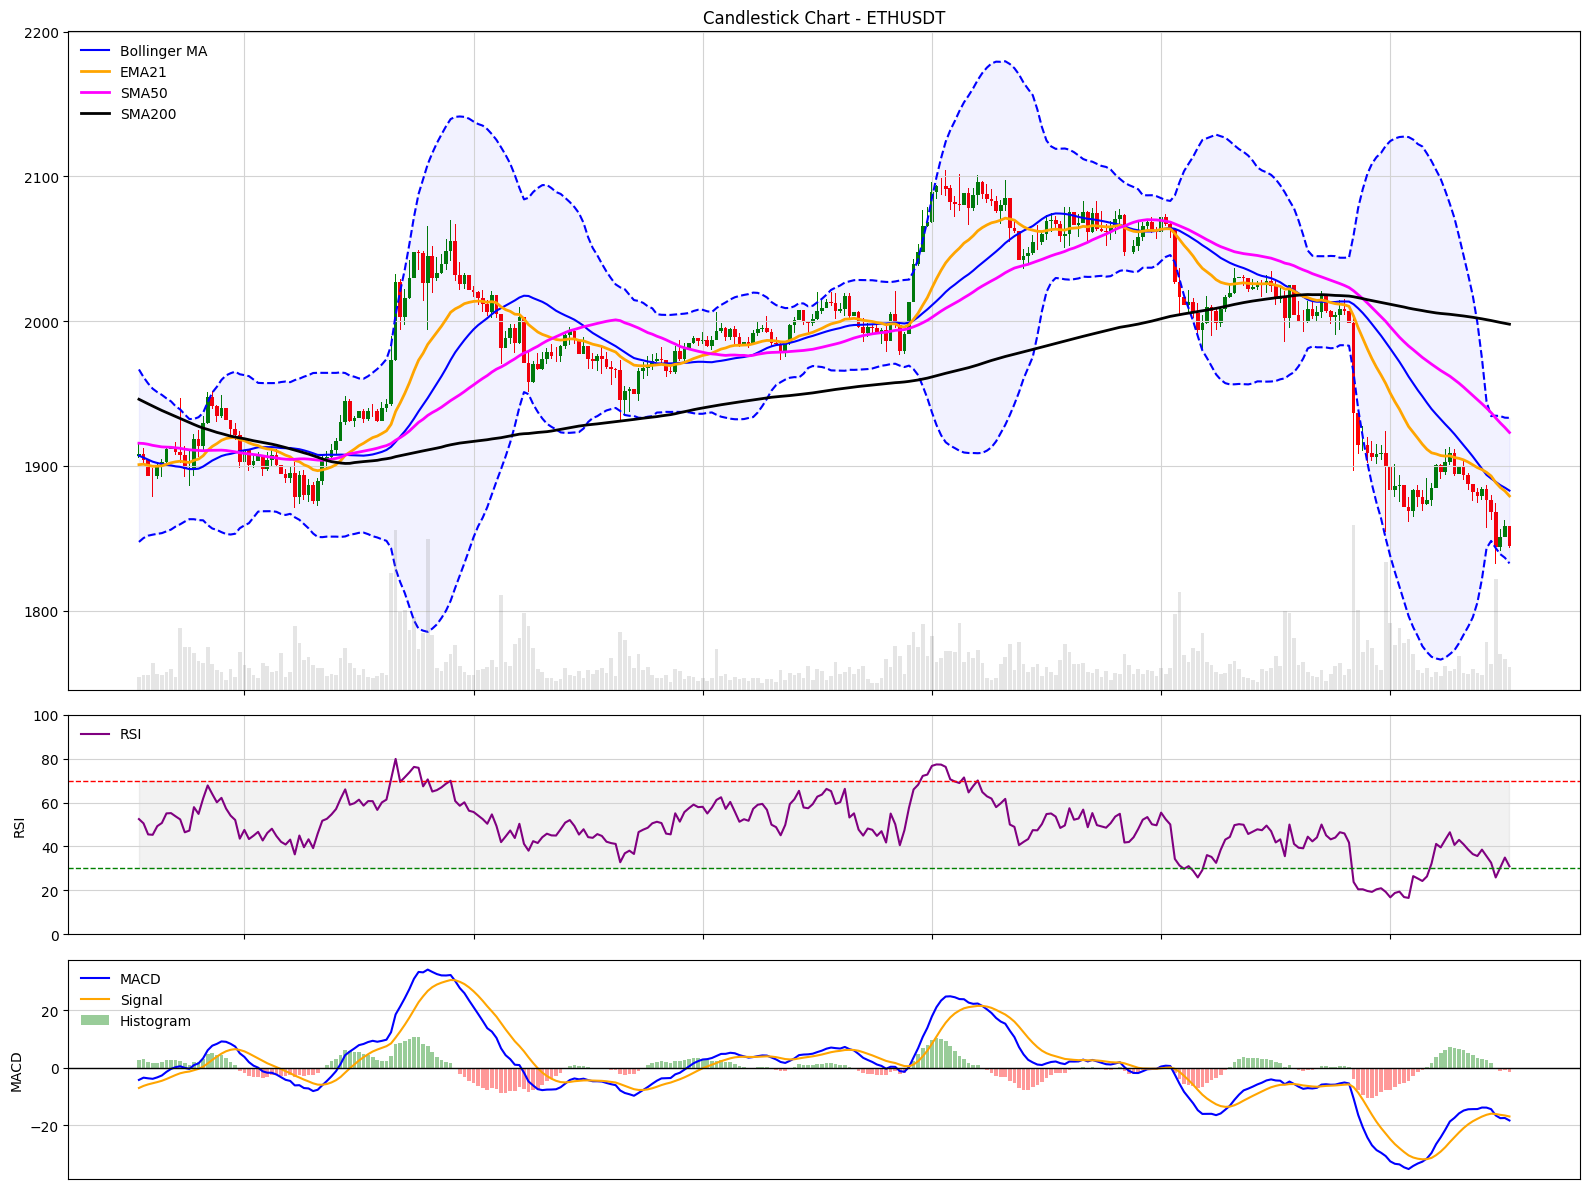 Candlestick Chart - ETHUSDT
2200
2100
2000
1900
1800
Bollinger MA
EMA21
SMA50
SMA200
100
80
60
40
20
0
RSI
RSI
20
0
−20
MACD
MACD
Signal
Histogram